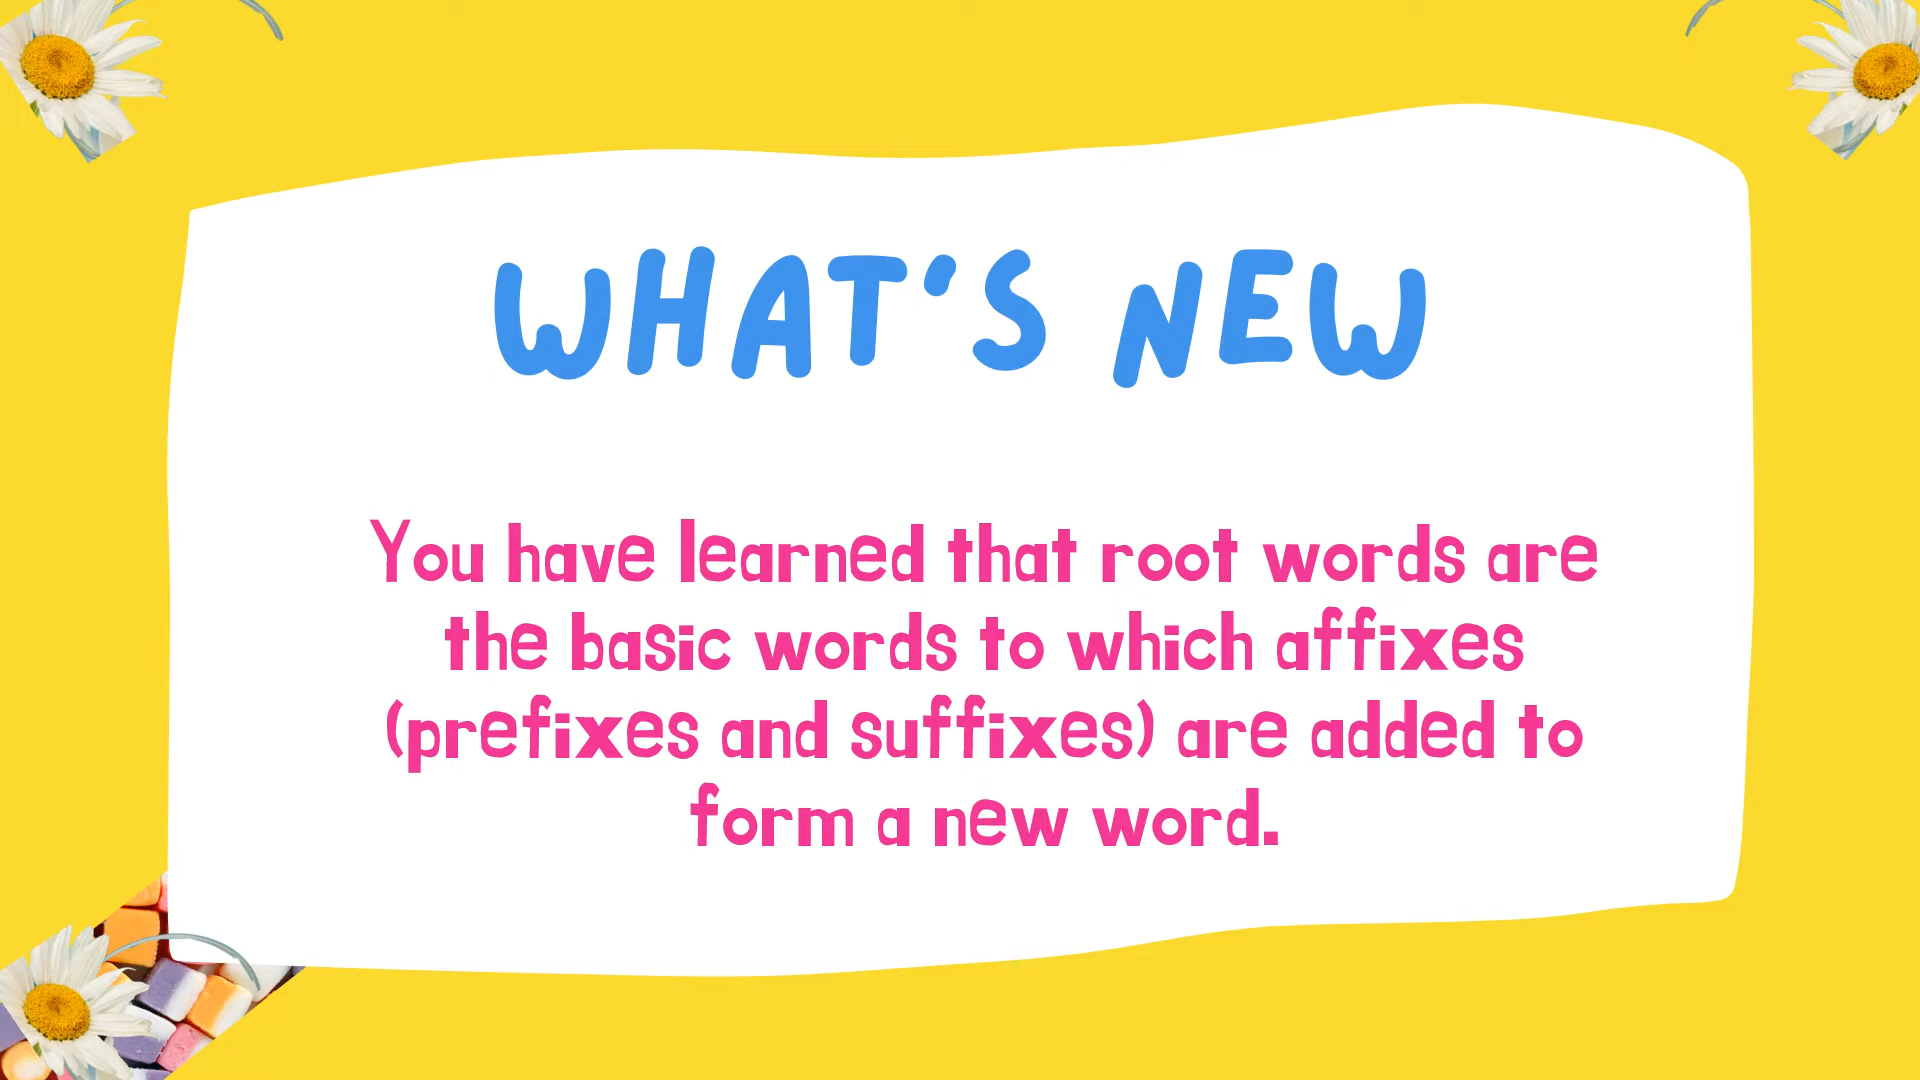 WHAT'S NEW
You have learned that root words are
the basic words to which affixes
(prefixes and suffixes) are added to
form a new word.